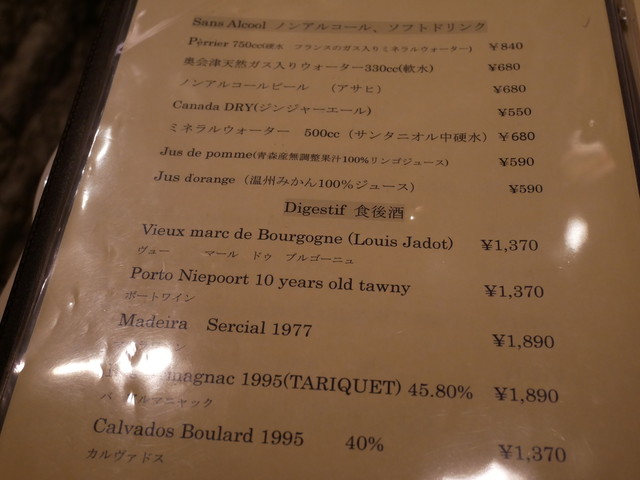 Sans Alcool ノンアルコール、ソフトドリンク
Perrier 750cc(硬水 フランスのガス入りミネラルウォーター) ¥840
奥会津天然ガス入りウォーター330cc(軟水) ¥680
ノンアルコールビール (アサヒ) ¥680
Canada DRY(ジンジャーエール) ¥550
ミネラルウォーター 500cc (サンタニオル中硬水) ¥680
Jus de pomme(青森産無調整果汁100%リンゴジュース) ¥590
Jus d'orange (温州みかん100%ジュース) ¥590
Digestif 食後酒
Vieux marc de Bourgogne (Louis Jadot) ¥1,370
ヴュー マール ドゥ ブルゴーニュ
Porto Niepoort 10 years old tawny ¥1,370
ポートワイン
Madeira Sercial 1977 ¥1,890
1995(TARIQUET) 45.80% ¥1,890
Calvados Boulard 1995 40% ¥1,370
カルヴァドス